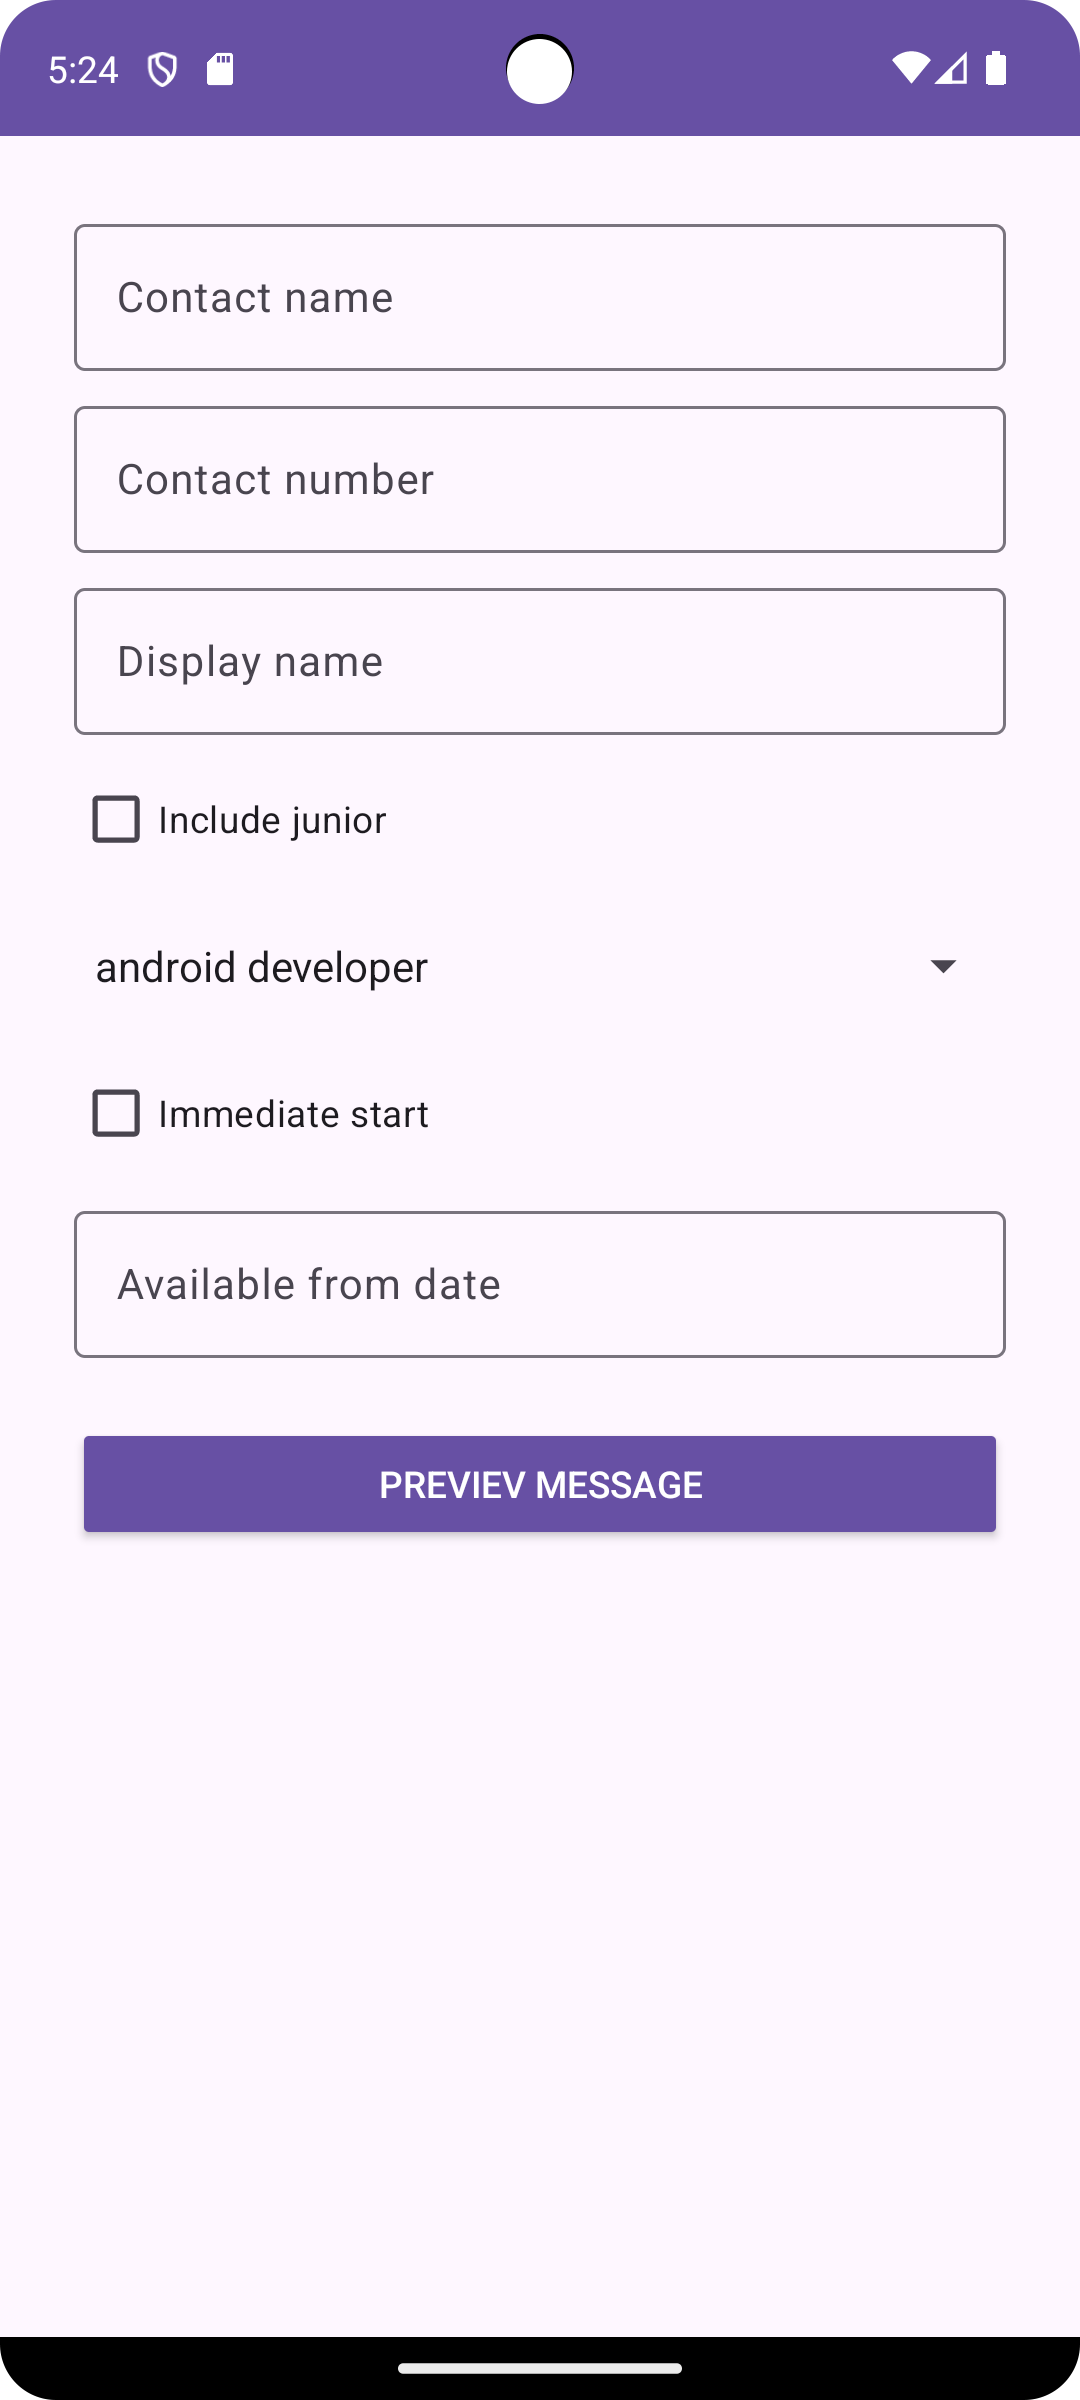 5:24
Contact name
Contact number
Display name
Include junior
android developer
Immediate start
Available from date
PREVIEV MESSAGE